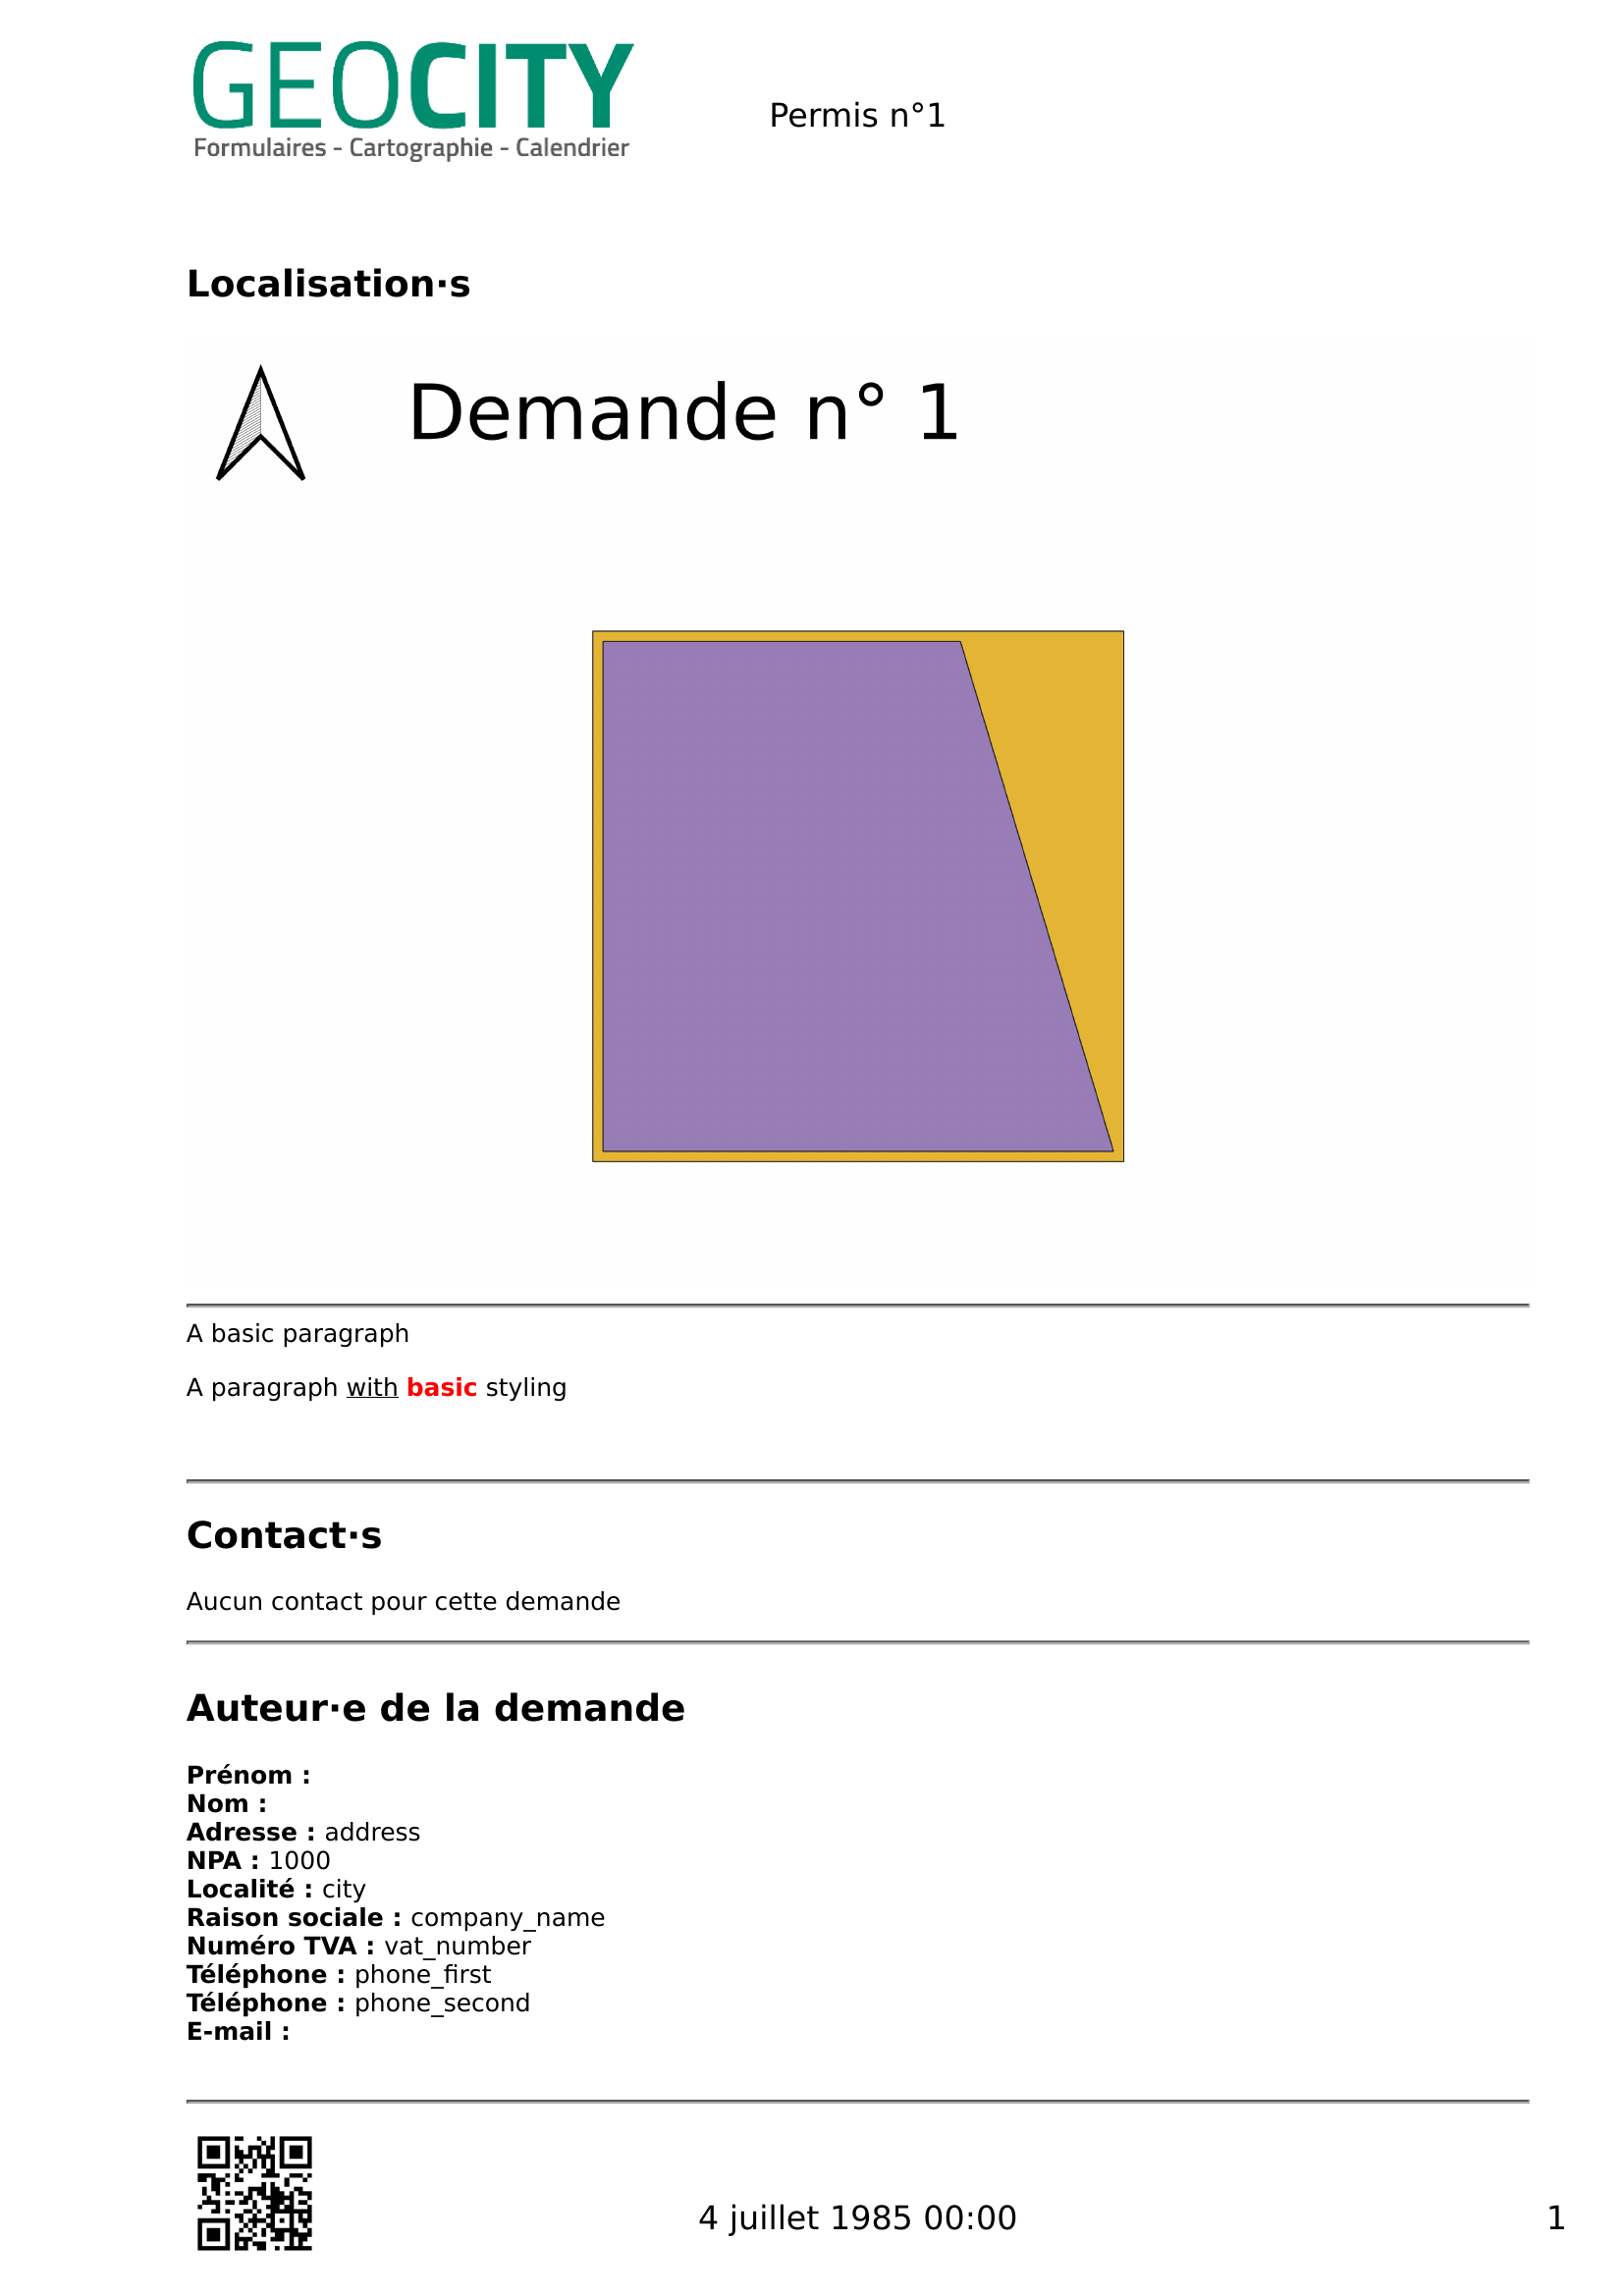 GEOCITY
Formulaires - Cartographie - Calendrier
Permis n°1
Localisation·s
Demande n° 1
A basic paragraph
A paragraph with basic styling
Contact·s
Aucun contact pour cette demande
Auteur·e de la demande
Prénom :
Nom :
Adresse : address
NPA : 1000
Localité : city
Raison sociale : company_name
Numéro TVA : vat_number
Téléphone : phone_first
Téléphone : phone_second
E-mail :
4 juillet 1985 00:00
1